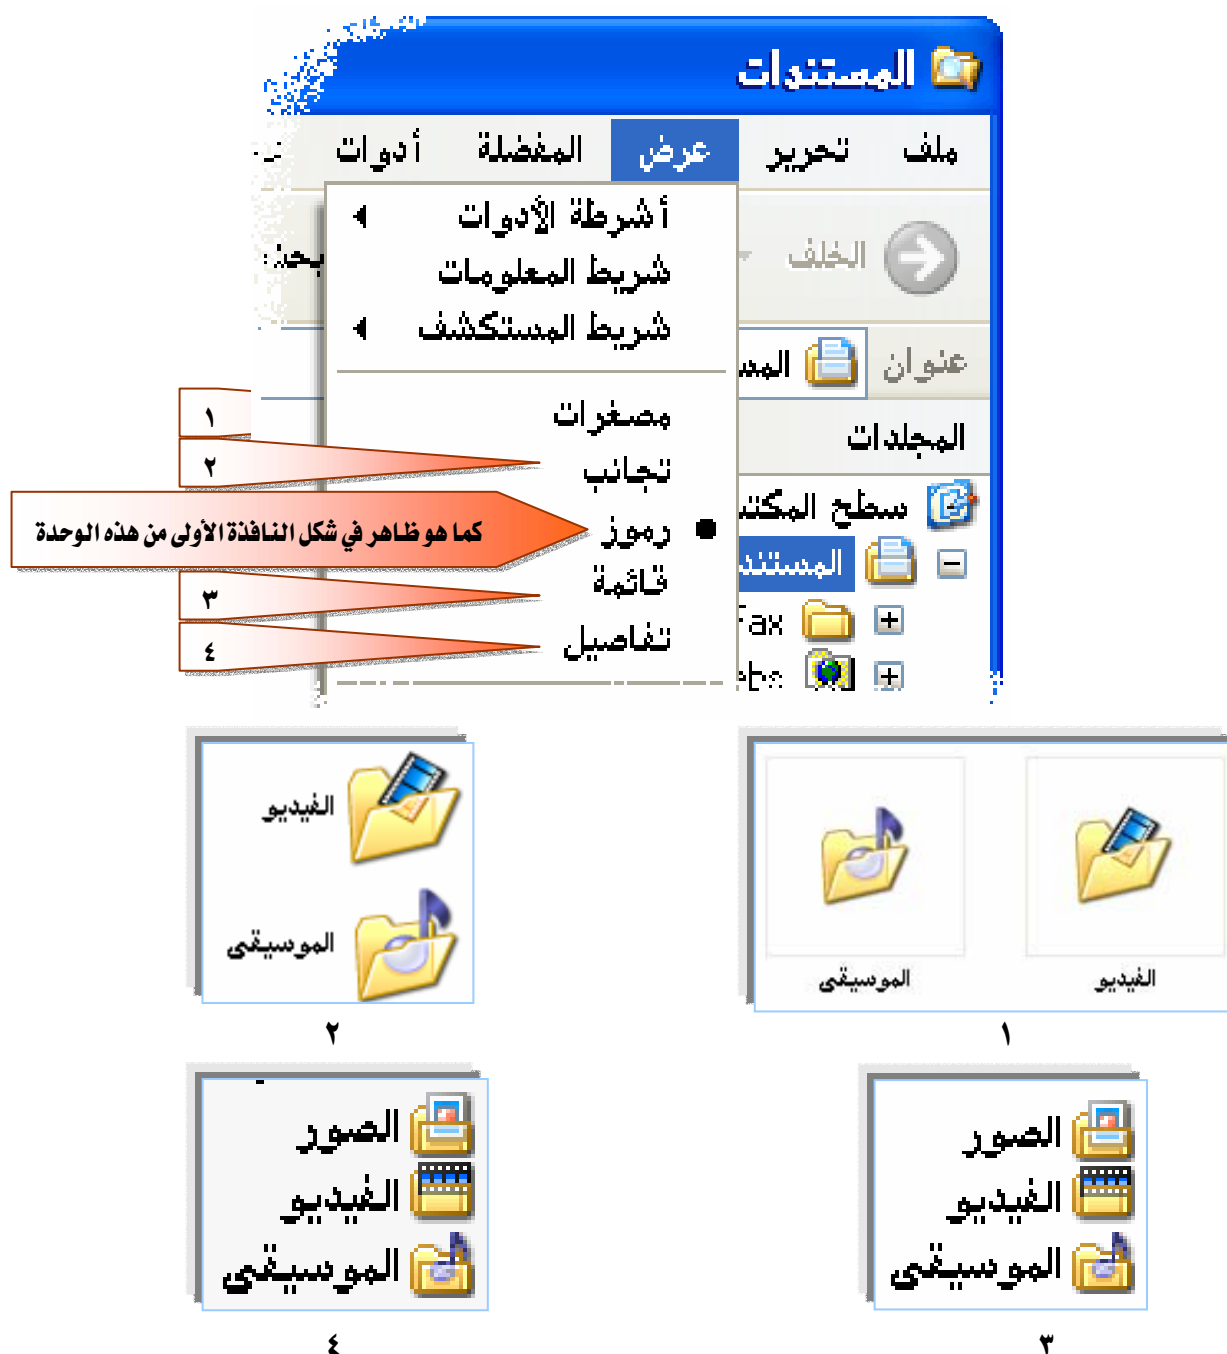 المستندات
ملف تحرير عرض المفضلة أدوات
أشرطة الأدوات
الخلف
شريط المعلومات
شريط المستكشف
عنوان
مصغرات
١
المجلدات
تجانب
٢
سطح المكتب
رموز
كما هو ظاهر في شكل النافذة الأولى من هذه الوحدة
قائمة
٣
Fax
تفاصيل
٤
الفيديو
الموسيقى
١
الفيديو
الموسيقى
٢
الصور
الفيديو
الموسيقى
٣
الصور
الفيديو
الموسيقى
٤